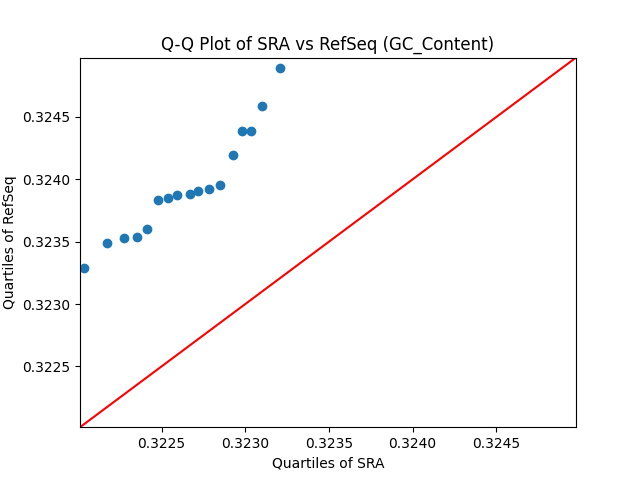 Q-Q Plot of SRA vs RefSeq (GC_Content)
Quartiles of RefSeq
0.3245
0.3240
0.3235
0.3230
0.3225
0.3225 0.3230 0.3235 0.3240 0.3245
Quartiles of SRA